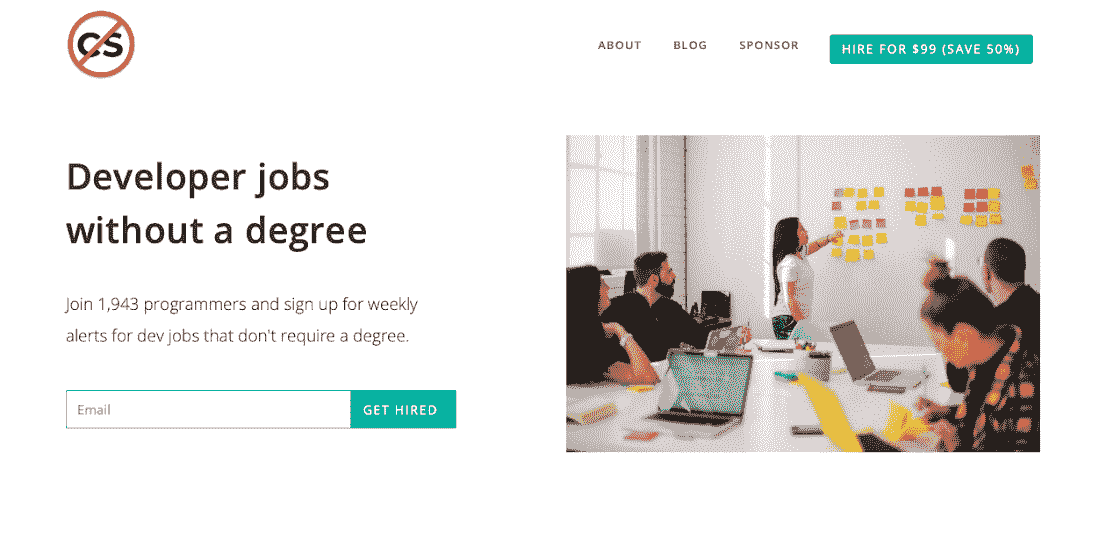 CS
ABOUT BLOG SPONSOR HIRE FOR $99 (SAVE 50%)
Developer jobs
without a degree
Join 1,943 programmers and sign up for weekly
alerts for dev jobs that don't require a degree.
Email GET HIRED